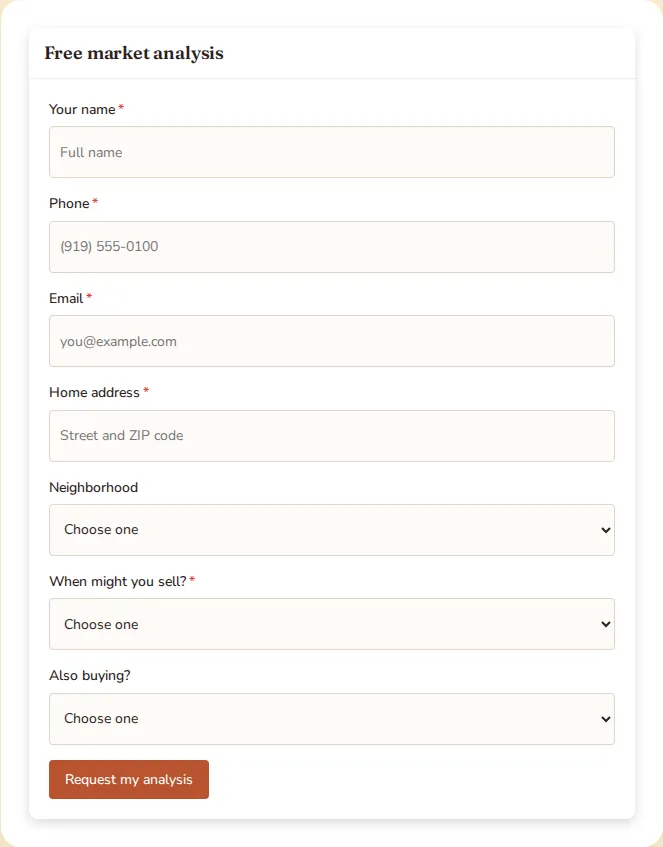 Free market analysis
Your name *
Full name
Phone *
(919) 555-0100
Email *
you@example.com
Home address *
Street and ZIP code
Neighborhood
Choose one
When might you sell? *
Choose one
Also buying?
Choose one
Request my analysis